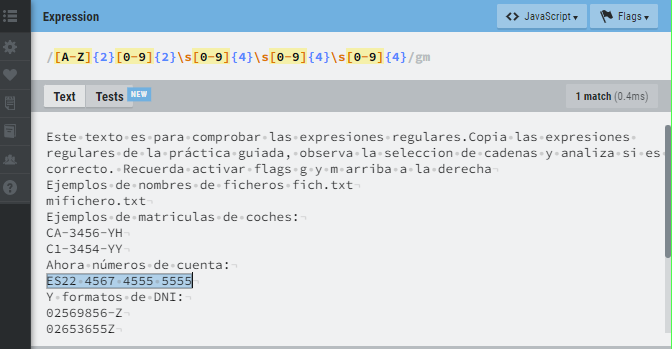 Expression
JavaScript
Flags
/[A-Z]{2}[0-9]{2}\s[0-9]{4}\s[0-9]{4}\s[0-9]{4}/gm
Text
Tests
NEW
1 match (0.4ms)
Este texto es para comprobar las expresiones regulares.Copia las expresiones
regulares de la práctica guiada, observa la seleccion de cadenas y analiza si es
correcto. Recuerda activar flags g y m arriba a la derecha
Ejemplos de nombres de ficheros fich.txt
mifichero.txt
Ejemplos de matriculas de coches:
CA-3456-YH
C1-3454-YY
Ahora números de cuenta:
ES22 4567 4555 5555
Y formatos de DNI:
02569856-Z
02653655Z